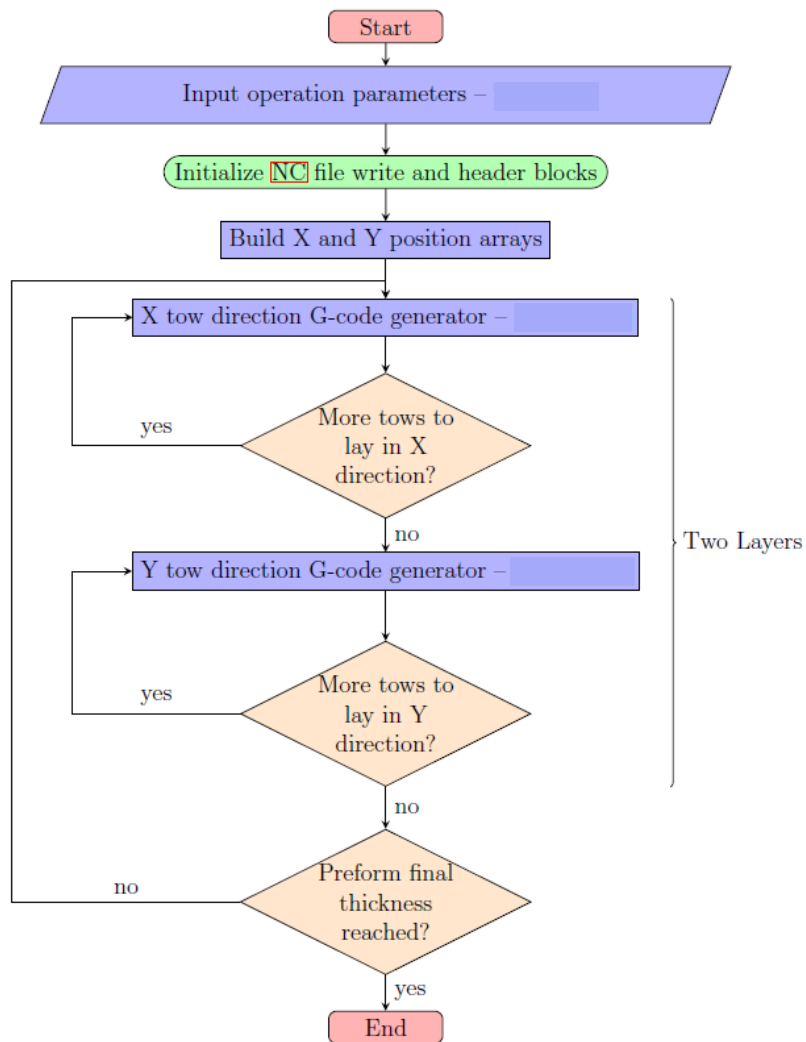 Start
Input operation parameters –
Initialize NC file write and header blocks
Build X and Y position arrays
X tow direction G-code generator –
yes
More tows to
lay in X
direction?
no
Two Layers
Y tow direction G-code generator –
yes
More tows to
lay in Y
direction?
no
no
Preform final
thickness
reached?
yes
End